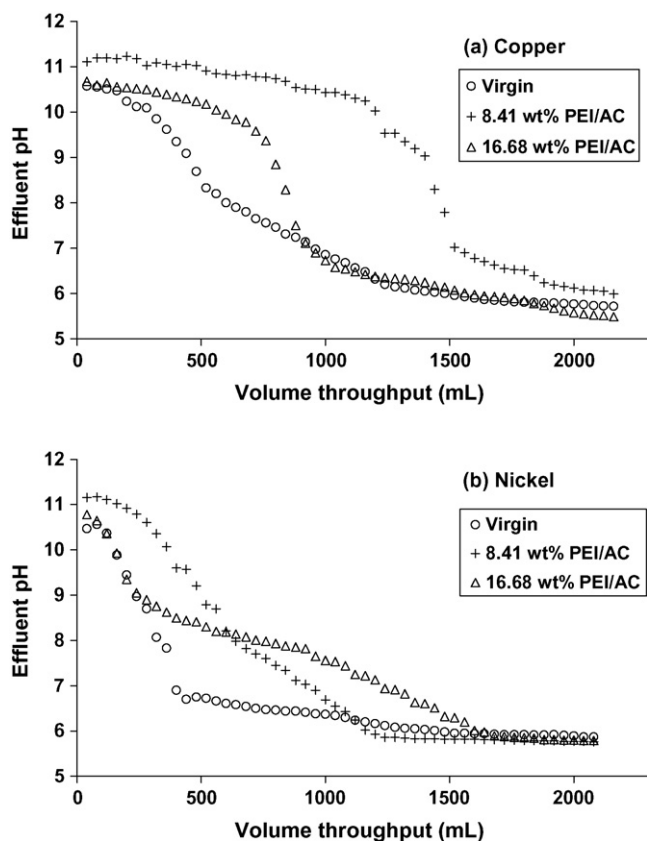 12
11
10
9
8
7
6
5
Effluent pH
(a) Copper
Virgin
8.41 wt% PEI/AC
16.68 wt% PEI/AC
0 500 1000 1500 2000
Volume throughput (mL)
12
11
10
9
8
7
6
5
Effluent pH
(b) Nickel
Virgin
8.41 wt% PEI/AC
16.68 wt% PEI/AC
0 500 1000 1500 2000
Volume throughput (mL)